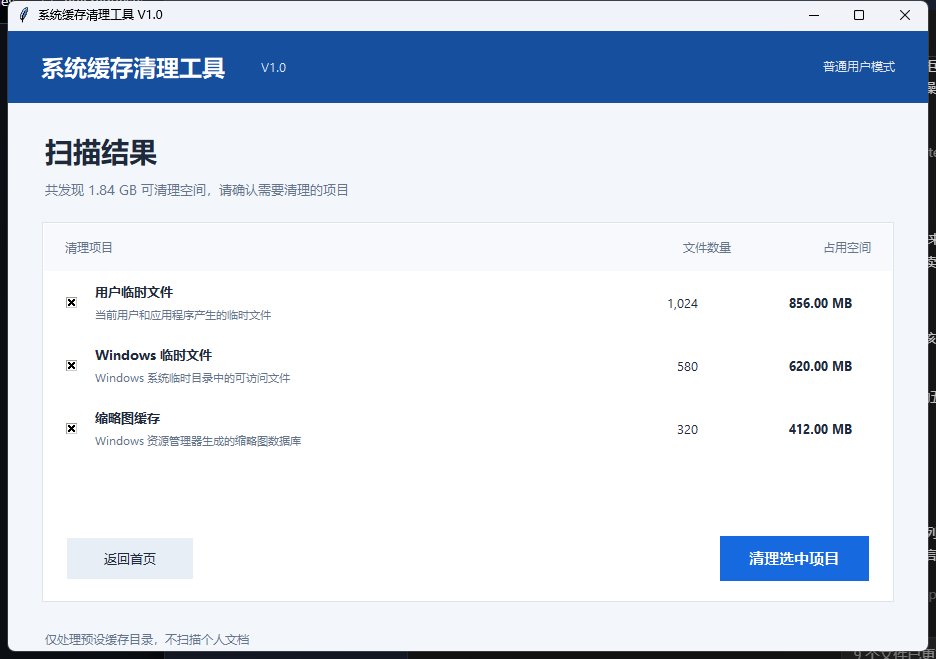 系统缓存清理工具 V1.0
系统缓存清理工具 V1.0 普通用户模式
扫描结果
共发现 1.84 GB 可清理空间，请确认需要清理的项目
清理项目 文件数量 占用空间
用户临时文件
当前用户和应用程序产生的临时文件
1,024 856.00 MB
Windows 临时文件
Windows 系统临时目录中的可访问文件
580 620.00 MB
缩略图缓存
Windows 资源管理器生成的缩略图数据库
320 412.00 MB
返回首页 清理选中项目
仅处理预设缓存目录，不扫描个人文档